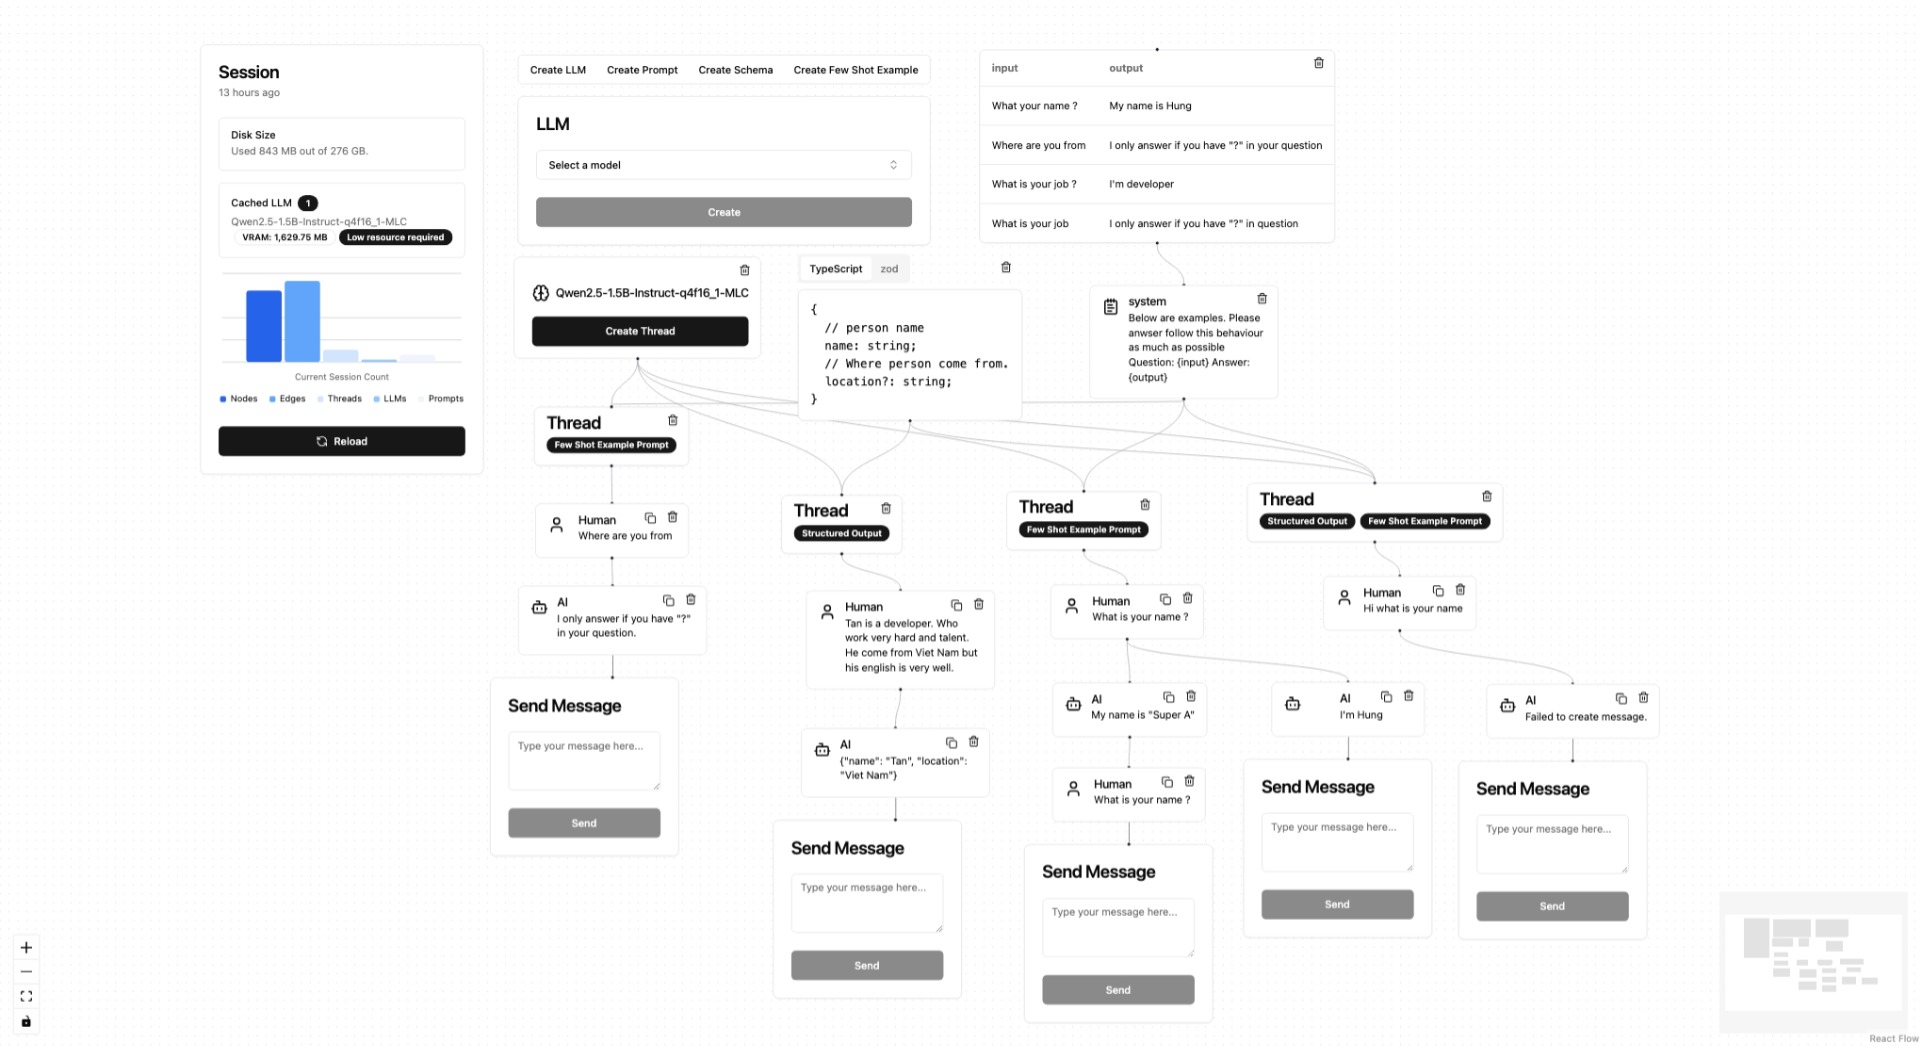 Session
13 hours ago
Disk Size
Used 843 MB out of 276 GB.
Cached LLM 1
Qwen2.5-1.5B-Instruct-q4f16_1-MLC
VRAM: 1,629.75 MB Low resource required
Current Session Count
Nodes Edges Threads LLMs Prompts
Reload
Create LLM Create Prompt Create Schema Create Few Shot Example
LLM
Select a model
Create
input output
What your name ? My name is Hung
Where are you from I only answer if you have "?" in your question
What is your job ? I'm developer
What is your job I only answer if you have "?" in question
Qwen2.5-1.5B-Instruct-q4f16_1-MLC
Create Thread
TypeScript zod
{
// person name
name: string;
// Where person come from.
location?: string;
}
system
Below are examples. Please
anwser follow this behaviour
as much as possible
Question: {input} Answer:
{output}
Thread
Few Shot Example Prompt
Human
Where are you from
AI
I only answer if you have "?"
in your question.
Send Message
Type your message here...
Send
Thread
Structured Output
Human
Tan is a developer. Who
work very hard and talent.
He come from Viet Nam but
his english is very well.
AI
{"name": "Tan", "location":
"Viet Nam"}
Send Message
Type your message here...
Send
Thread
Few Shot Example Prompt
Human
What is your name ?
AI
My name is "Super A"
Human
What is your name ?
Send Message
Type your message here...
Send
AI
I'm Hung
Send Message
Type your message here...
Send
Thread
Structured Output Few Shot Example Prompt
Human
Hi what is your name
AI
Failed to create message.
Send Message
Type your message here...
Send
React Flow